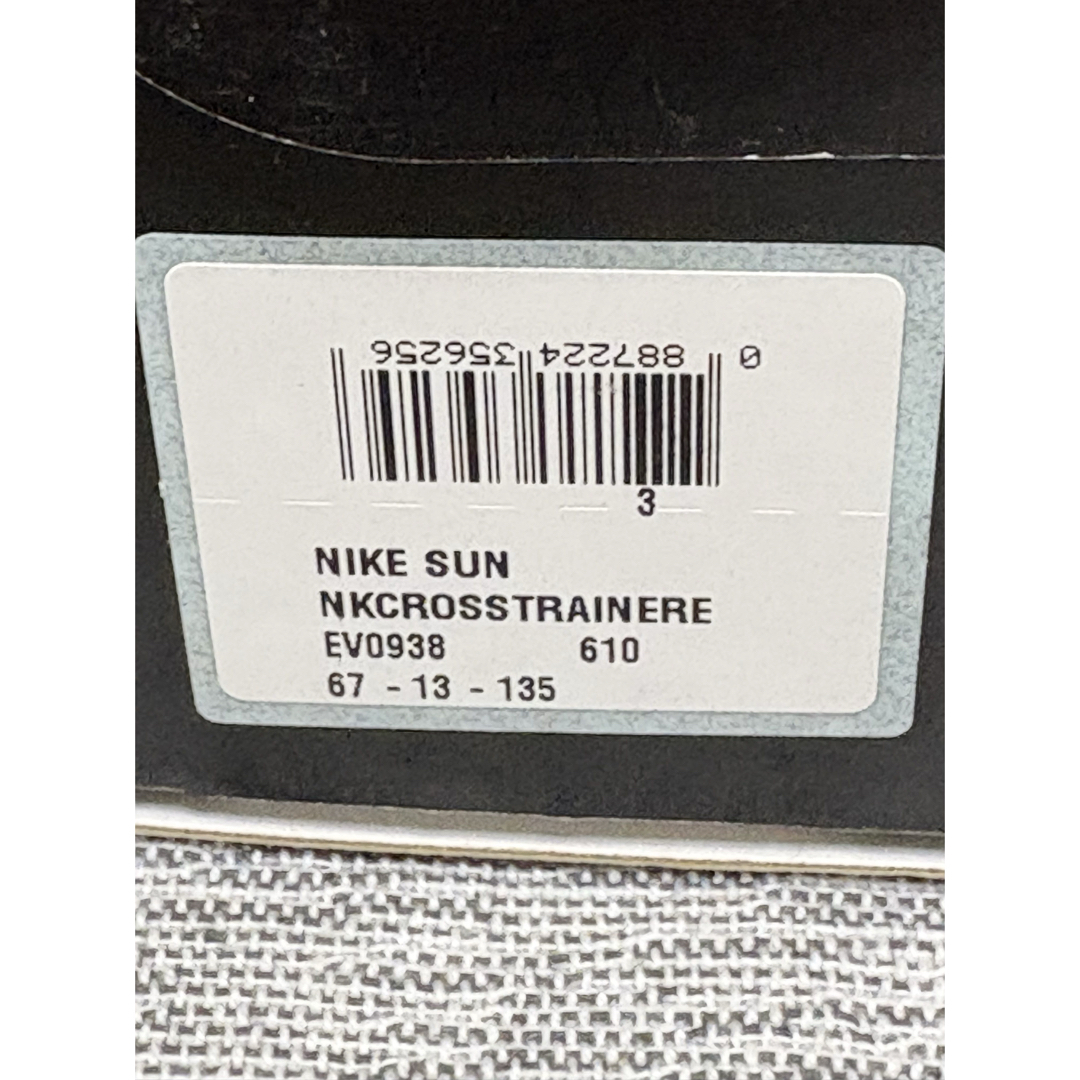 0 887224 356256
3
NIKE SUN
NKCROSSTRAINERE
EV0938 610
67 - 13 - 135